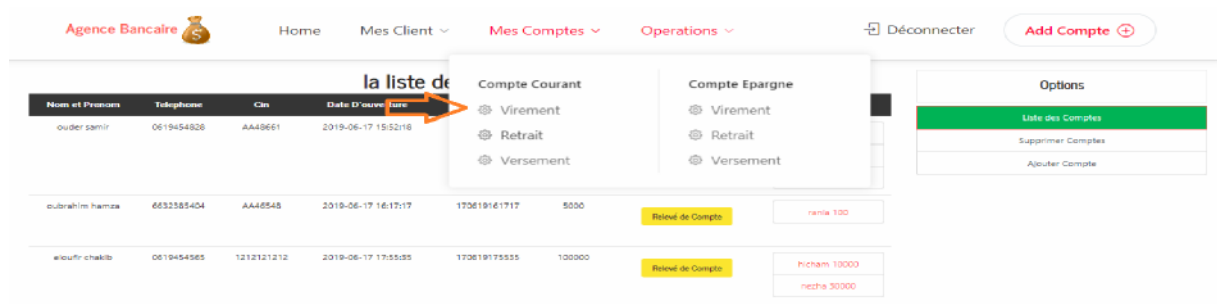 Agence Bancaire Home Mes Client Mes Comptes Operations Déconnecter Add Compte
la liste de
Compte Courant Compte Epargne
Virement Virement
Retrait Retrait
Versement Versement
Options
Liste des Comptes
Supprimer Comptes
Ajouter Compte
Nom et Prenom Telephone Cin Date D'ouverture
ouder samir 0619454828 AA48661 2019-06-17 15:52:18
oubrahim hamza 6632585404 AA46548 2019-06-17 16:17:17 170619161717 5000 Relevé de Compte rania 100
aloufir chakib 0619454565 1212121212 2019-06-17 17:55:55 170619175555 100000 Relevé de Compte hicham 10000
nezha 50000